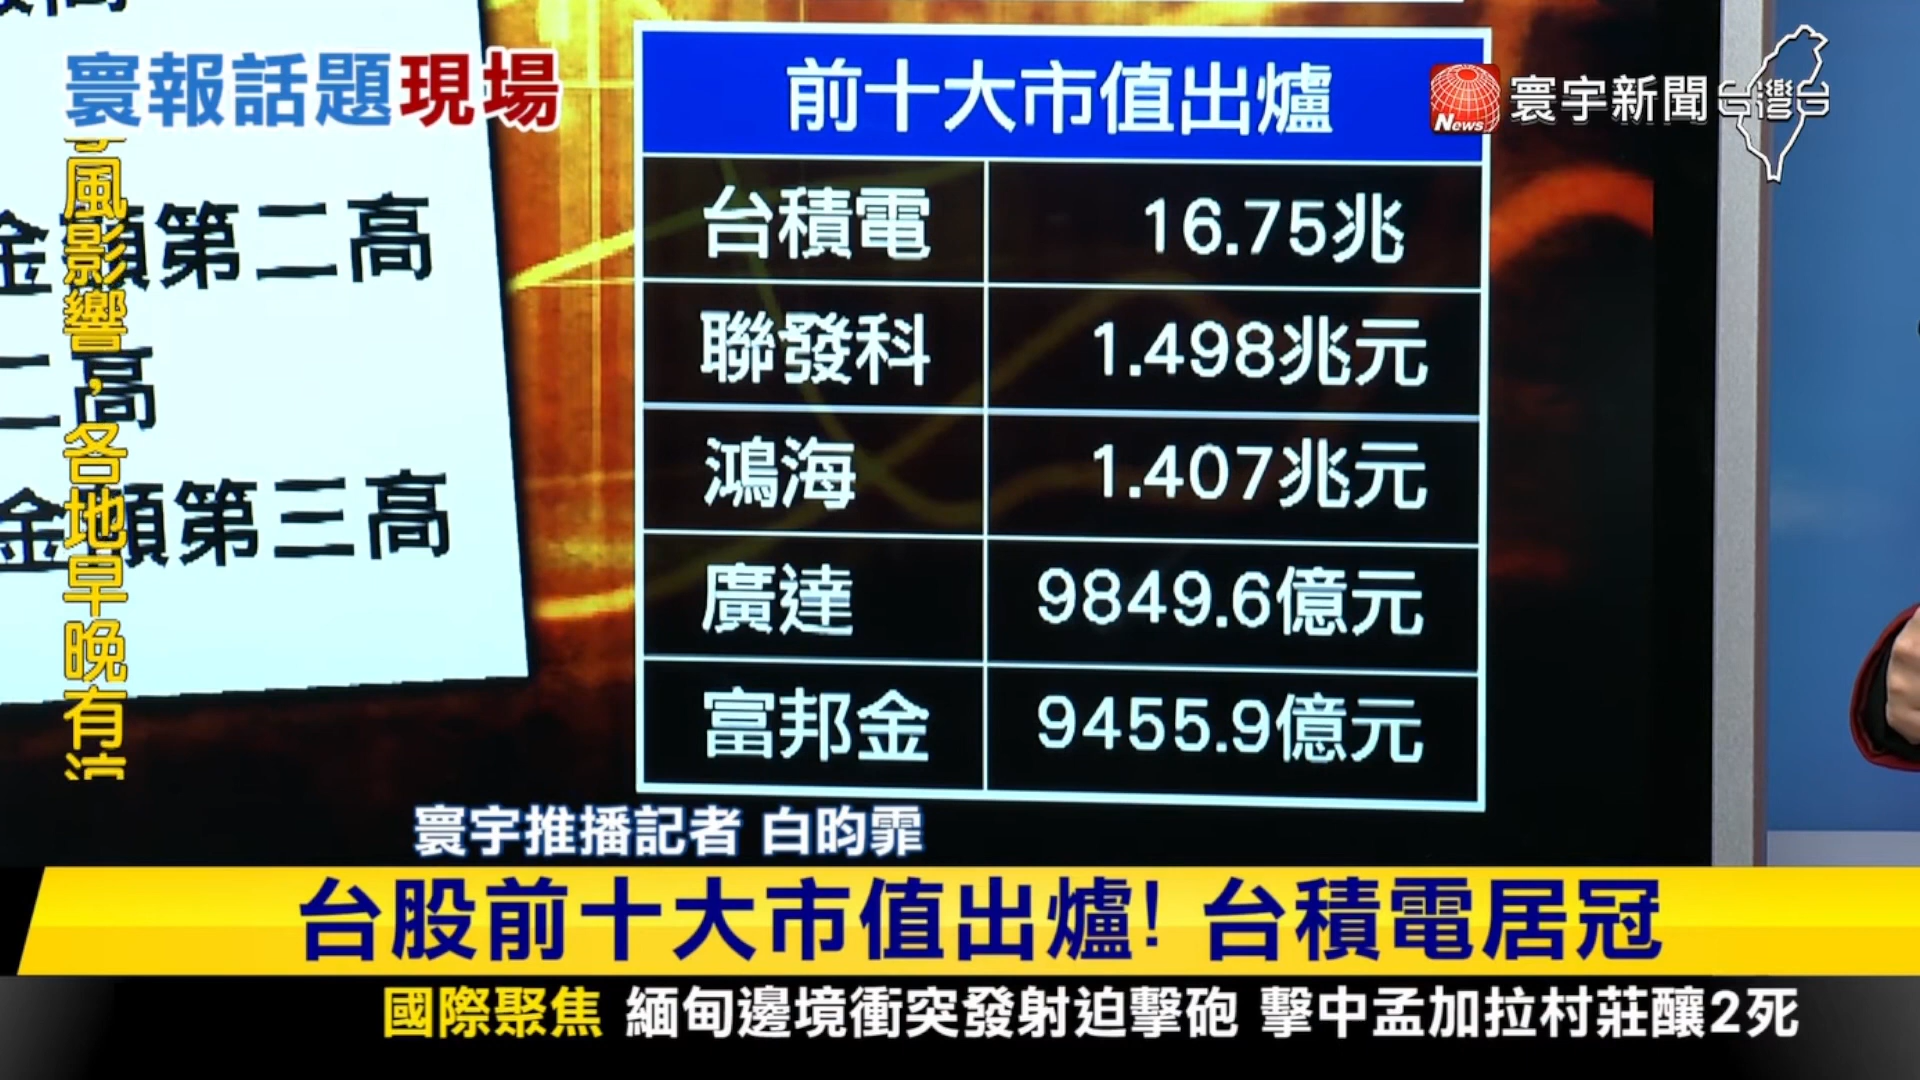 寰報話題現場
寰宇新聞
台灣
News
前十大市值出爐
台積電 16.75兆
聯發科 1.498兆元
鴻海 1.407兆元
廣達 9849.6億元
富邦金 9455.9億元
金額第二高
二高
金額第三高
風影響，各地早晚有
寰宇推播記者 白昀霏
台股前十大市值出爐! 台積電居冠
國際聚焦 緬甸邊境衝突發射迫擊砲 擊中孟加拉村莊釀2死